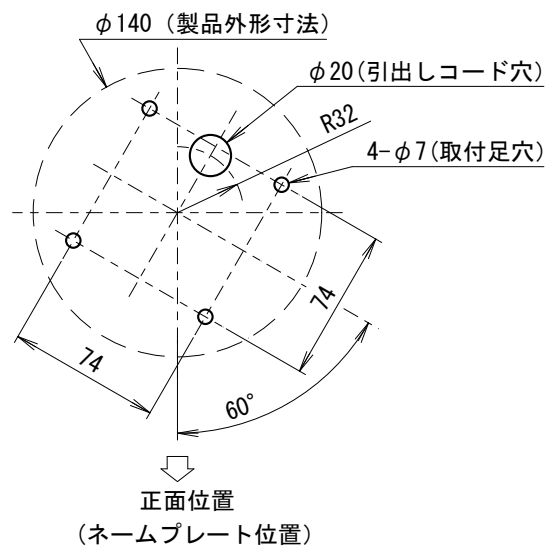 φ140 (製品外形寸法)
φ20(引出しコード穴)
R32
4-φ7(取付足穴)
74
74
60°
正面位置
(ネームプレート位置)